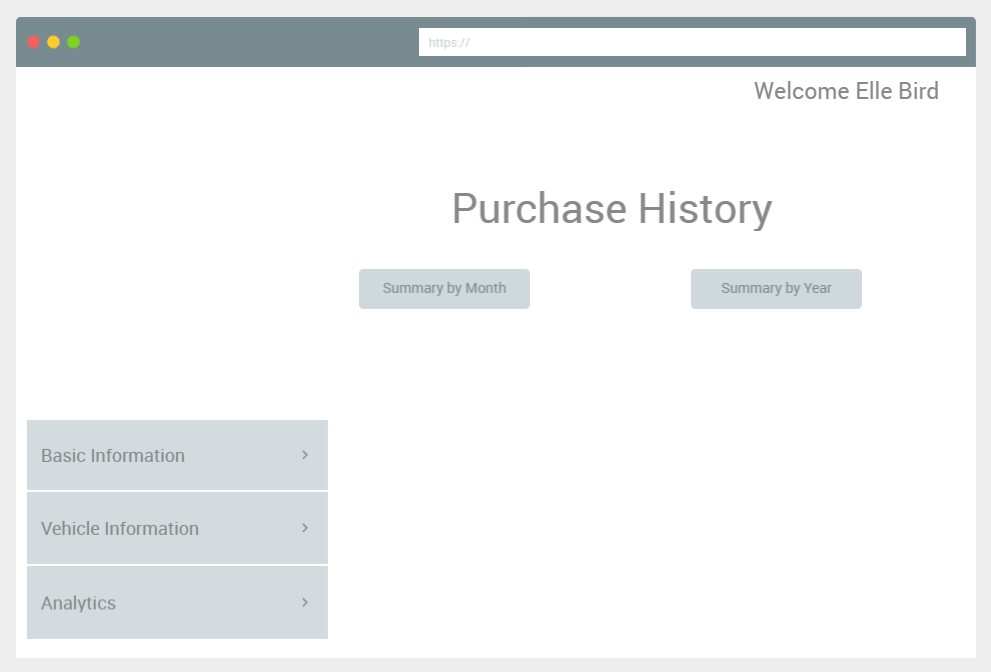 https://
Welcome Elle Bird
Purchase History
Summary by Month
Summary by Year
Basic Information
Vehicle Information
Analytics